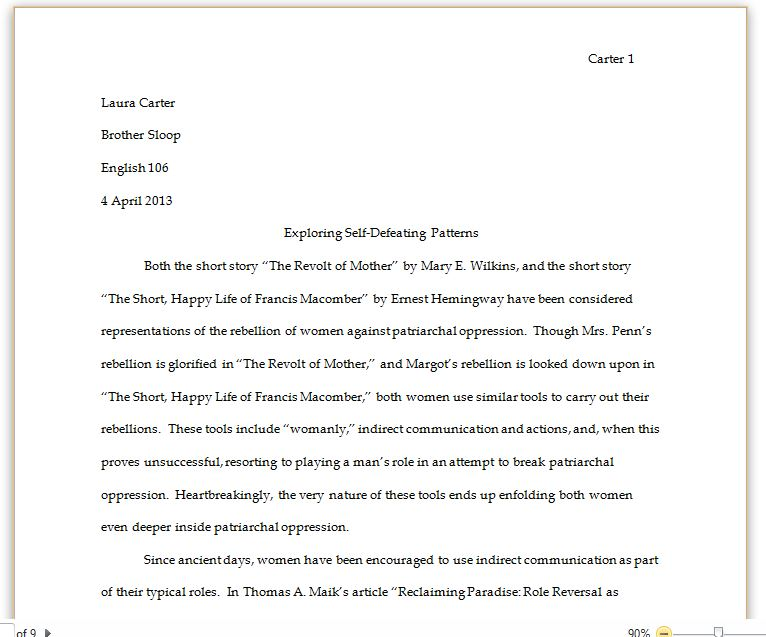 Carter 1
Laura Carter
Brother Sloop
English 106
4 April 2013
Exploring Self-Defeating Patterns
Both the short story “The Revolt of Mother” by Mary E. Wilkins, and the short story
“The Short, Happy Life of Francis Macomber” by Ernest Hemingway have been considered
representations of the rebellion of women against patriarchal oppression.  Though Mrs. Penn’s
rebellion is glorified in “The Revolt of Mother,” and Margot’s rebellion is looked down upon in
“The Short, Happy Life of Francis Macomber,” both women use similar tools to carry out their
rebellions.  These tools include “womanly,” indirect communication and actions, and, when this
proves unsuccessful, resorting to playing a man’s role in an attempt to break patriarchal
oppression.  Heartbreakingly, the very nature of these tools ends up enfolding both women
even deeper inside patriarchal oppression.
Since ancient days, women have been encouraged to use indirect communication as part
of their typical roles.  In Thomas A. Maik’s article “Reclaiming Paradise: Role Reversal as
of 9 90%